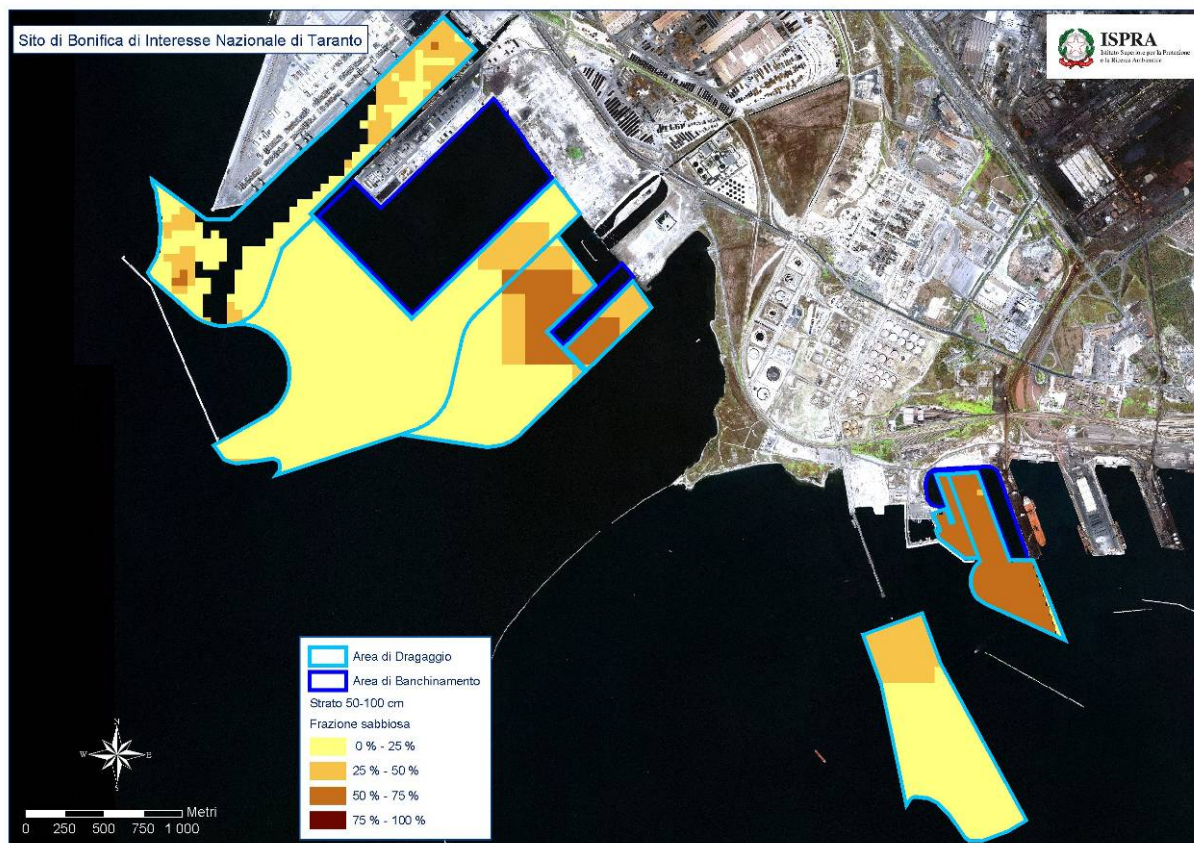 Sito di Bonifica di Interesse Nazionale di Taranto
ISPRA
Istituto Superiore per la Protezione
e la Ricerca Ambientale
Area di Dragaggio
Area di Banchinamento
Strato 50-100 cm
Frazione sabbiosa
0 % - 25 %
25 % - 50 %
50 % - 75 %
75 % - 100 %
N
W E
S
Metri
0 250 500 750 1 000